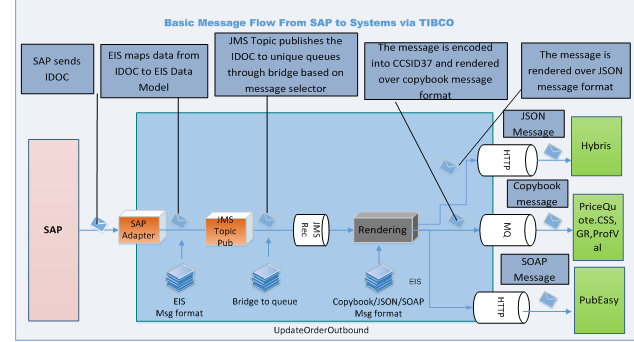 Basic Message Flow From SAP to Systems via TIBCO
SAP sends
IDOC
EIS maps data from
IDOC to EIS Data
Model
JMS Topic publishes the
IDOC to unique queues
through bridge based on
message selector
The message is encoded
into CCSID37 and rendered
over copybook message
format
The message is
rendered over JSON
message format
JSON
Message
HTTP
Hybris
Copybook
message
SAP
SAP
Adapter
JMS
Topic
Pub
JMS
Rec
Rendering
MQ
PriceQu
ote.CSS,
GR,ProfV
al
SOAP
Message
EIS
Msg format
Bridge to queue
Copybook/JSON/SOAP
Msg format
EIS
HTTP
PubEasy
UpdateOrderOutbound